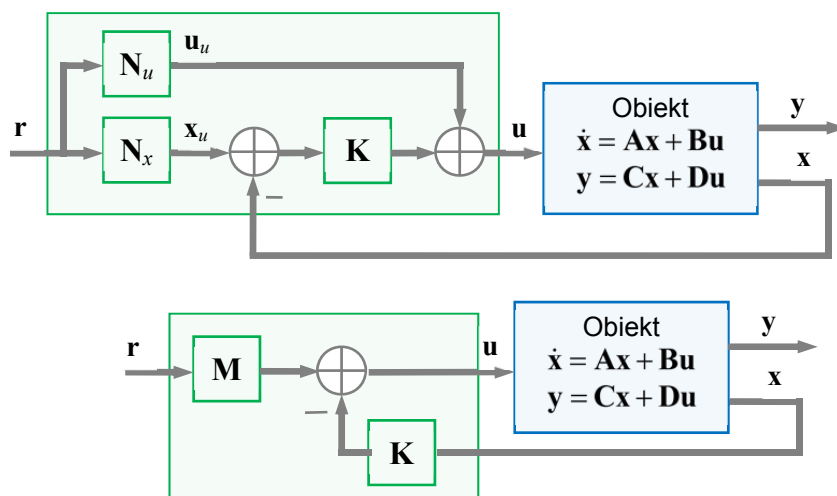 r
N_u
u_u
N_x
x_u
−
K
u
Obiekt
ẋ = Ax + Bu
y = Cx + Du
y
x
r
M
−
K
u
Obiekt
ẋ = Ax + Bu
y = Cx + Du
y
x